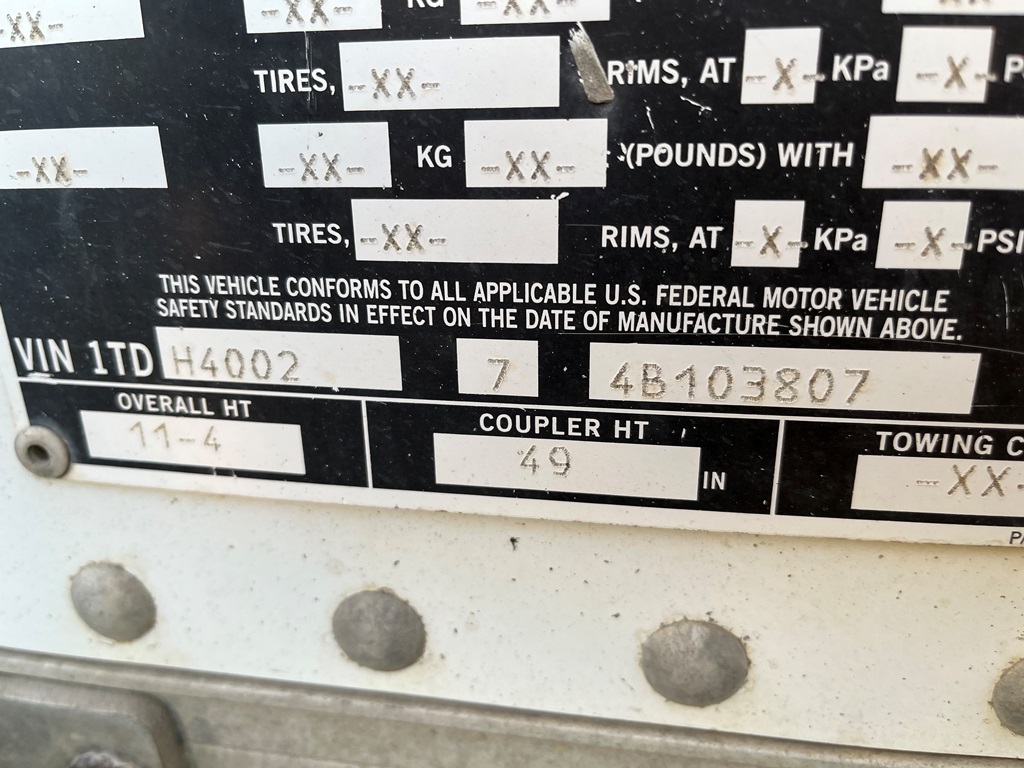 -XX- -XX- KG -XX-
TIRES, -XX- RIMS, AT -X- KPa -X-
-XX- -XX- KG -XX- (POUNDS) WITH -XX-
TIRES, -XX- RIMS, AT -X- KPa -X- PSI
THIS VEHICLE CONFORMS TO ALL APPLICABLE U.S. FEDERAL MOTOR VEHICLE
SAFETY STANDARDS IN EFFECT ON THE DATE OF MANUFACTURE SHOWN ABOVE.
VIN 1TD H4002 7 4B103807
OVERALL HT COUPLER HT TOWING C
11-4 49 IN -XX-